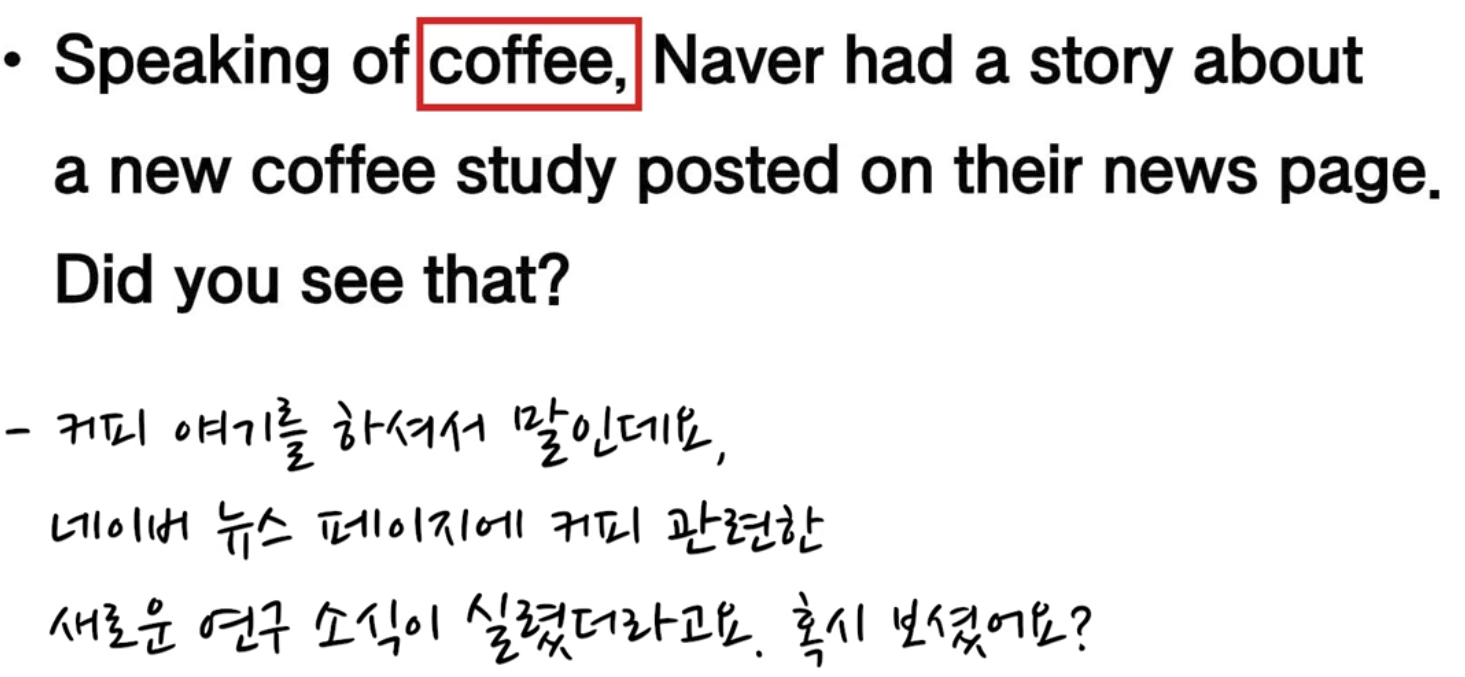 • Speaking of coffee, Naver had a story about
a new coffee study posted on their news page.
Did you see that?
- 커피 얘기를 하셔서 말인데요,
네이버 뉴스 페이지에 커피 관련한
새로운 연구 소식이 실렸더라고요. 혹시 보셨어요?